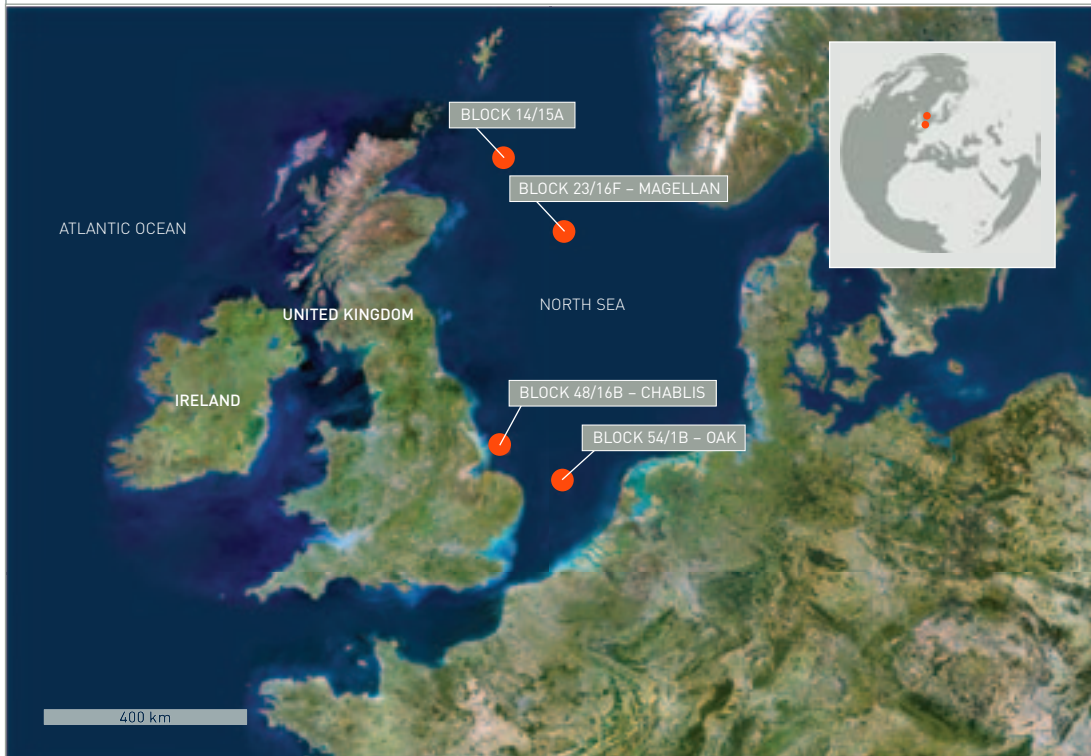 BLOCK 14/15A
BLOCK 23/16F – MAGELLAN
ATLANTIC OCEAN
NORTH SEA
UNITED KINGDOM
BLOCK 48/16B – CHABLIS
IRELAND
BLOCK 54/1B – OAK
400 km